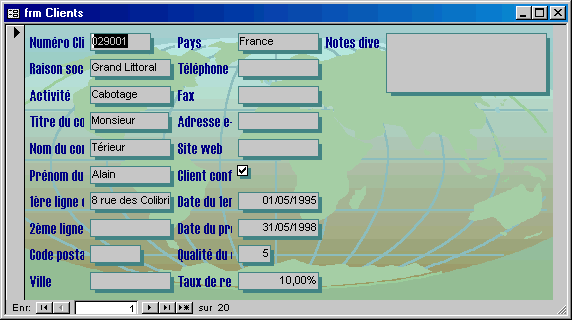 frm Clients
Numéro Cli 029001
Raison soc Grand Littoral
Activité Cabotage
Titre du co Monsieur
Nom du cor Térieur
Prénom du Alain
1ère ligne 8 rue des Colibri
2ème ligne
Code posta
Ville
Pays France
Téléphone
Fax
Adresse e-
Site web
Client conf
Date du 1er 01/05/1995
Date du pr 31/05/1998
Qualité du 5
Taux de re 10,00%
Notes dive
Enr: 1 sur 20